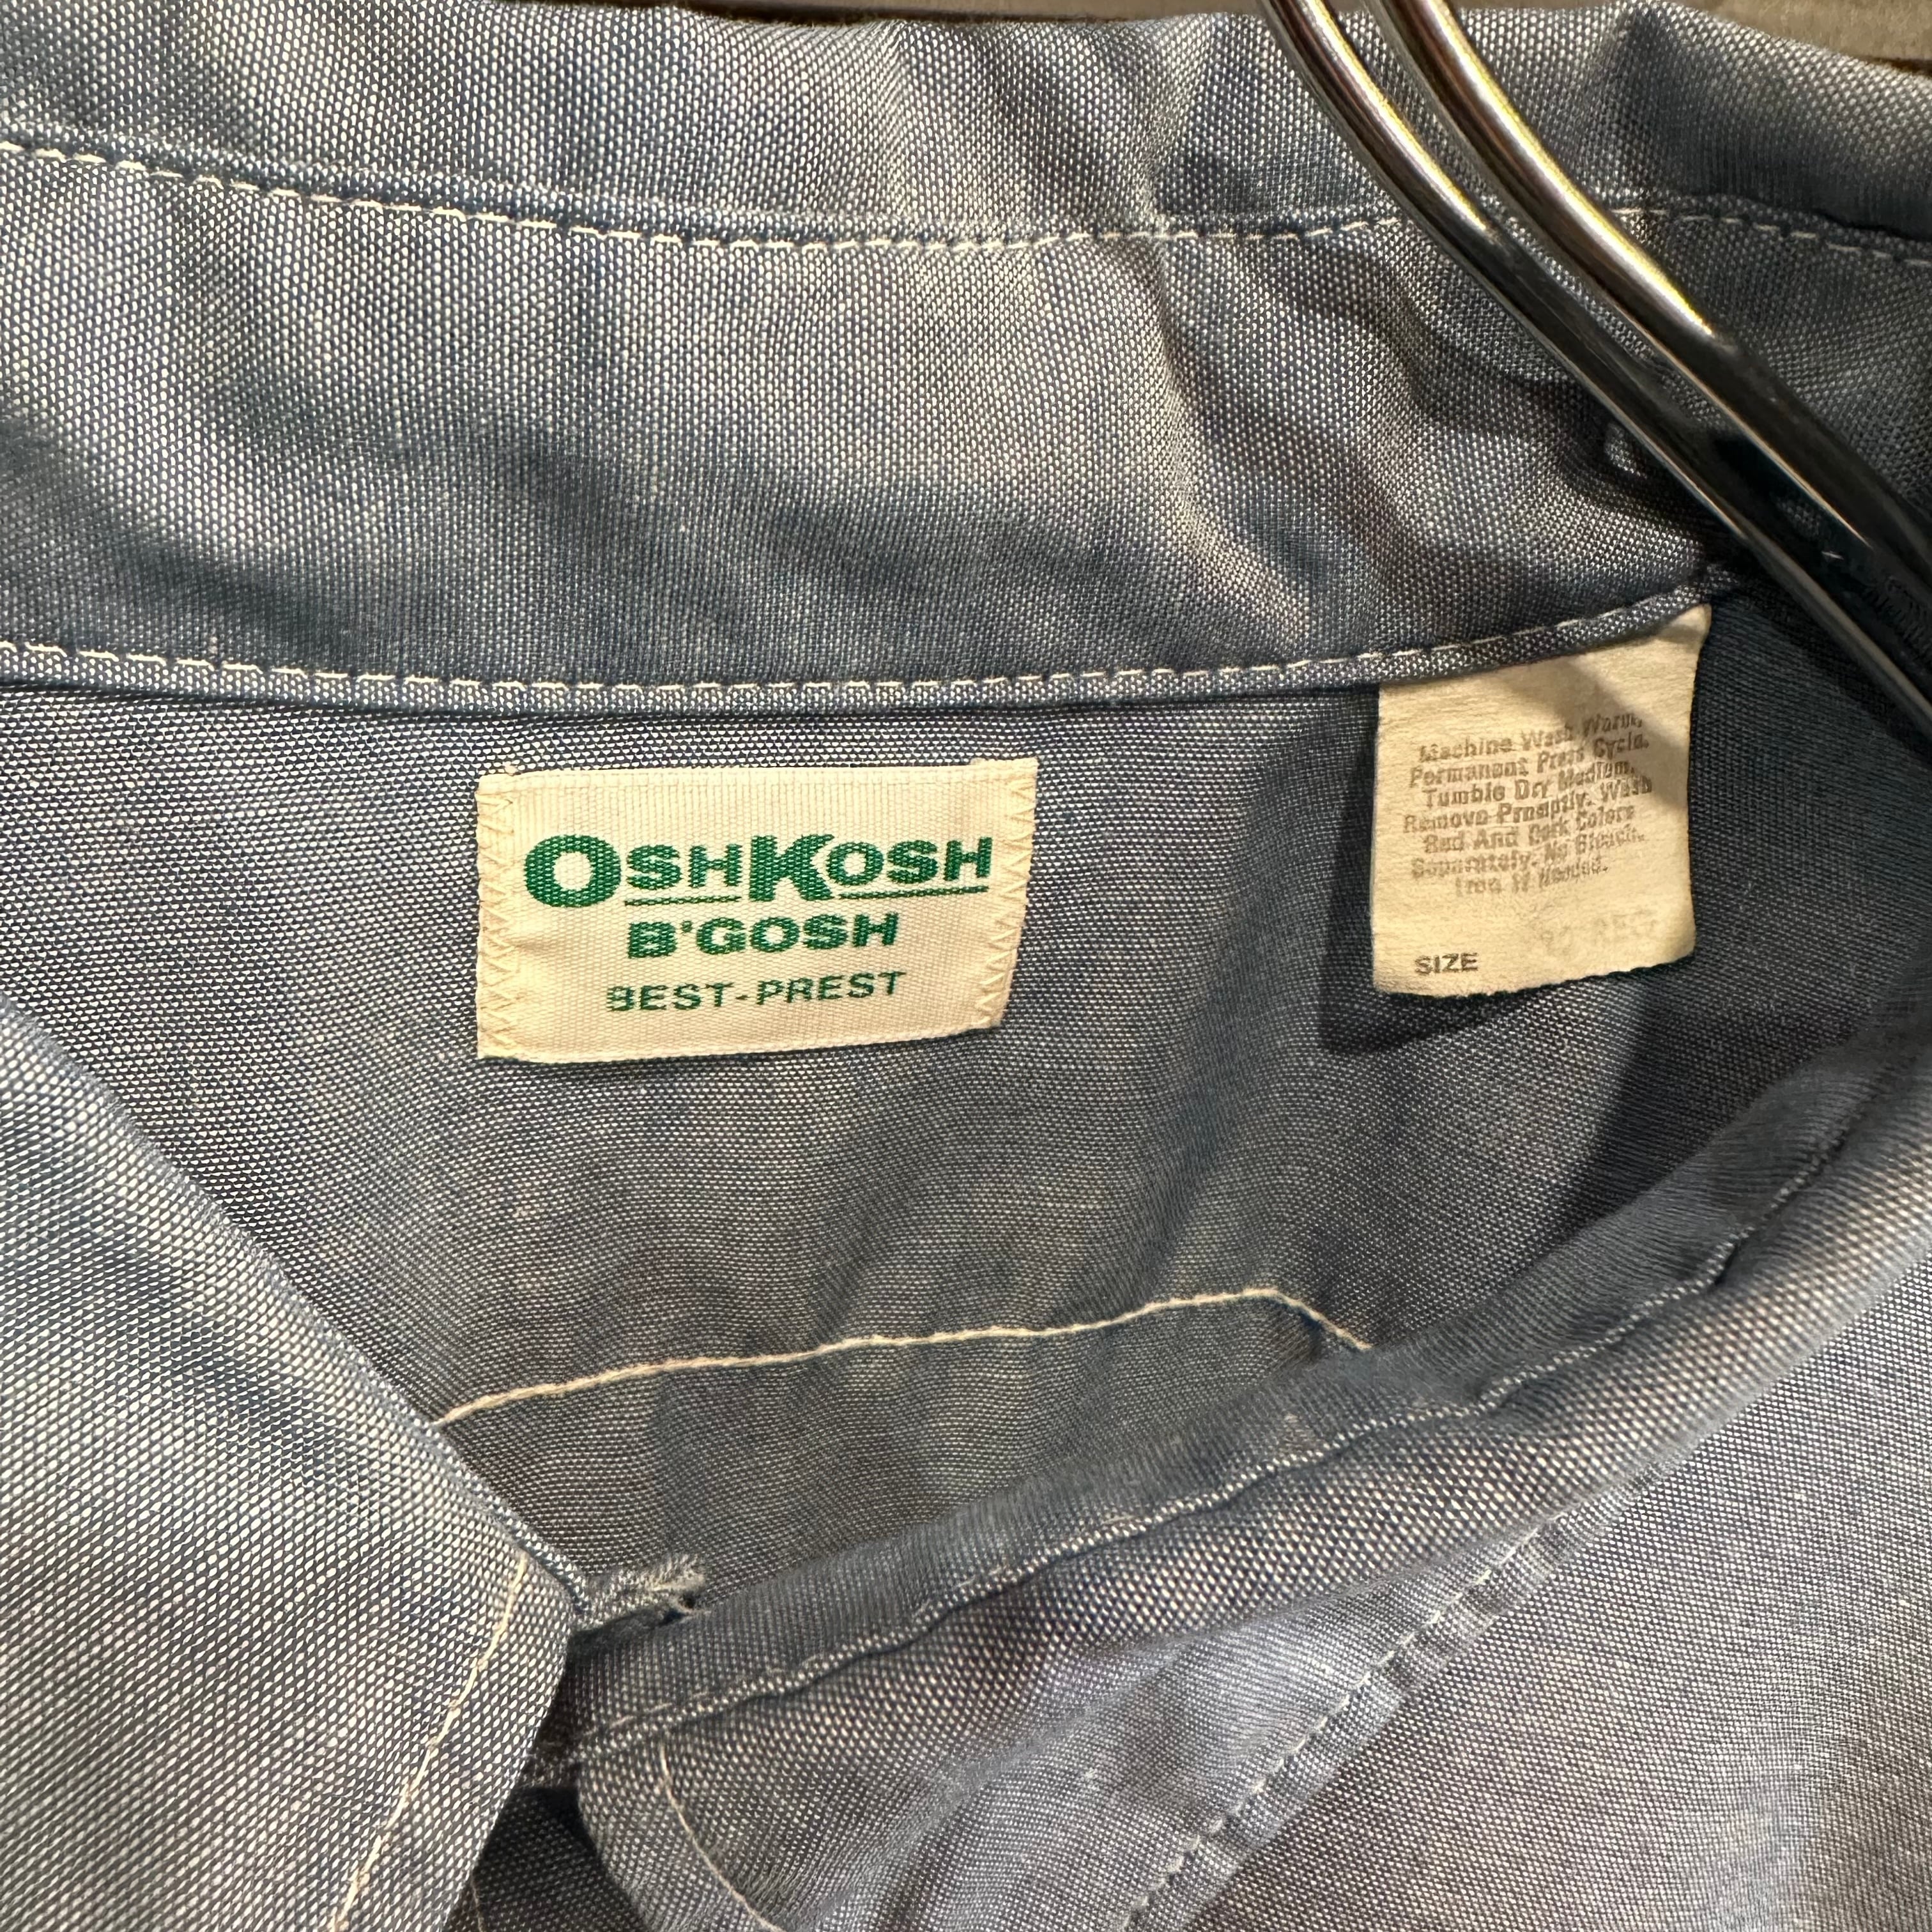 OSHKOSH
B'GOSH
BEST-PREST
Machine Wash Warm,
Permanent Press Cycle.
Tumble Dry Medium.
Remove Promptly. Wash
Red And Dark Colors
Separately. No Bleach.
Iron If Needed.
REG
SIZE